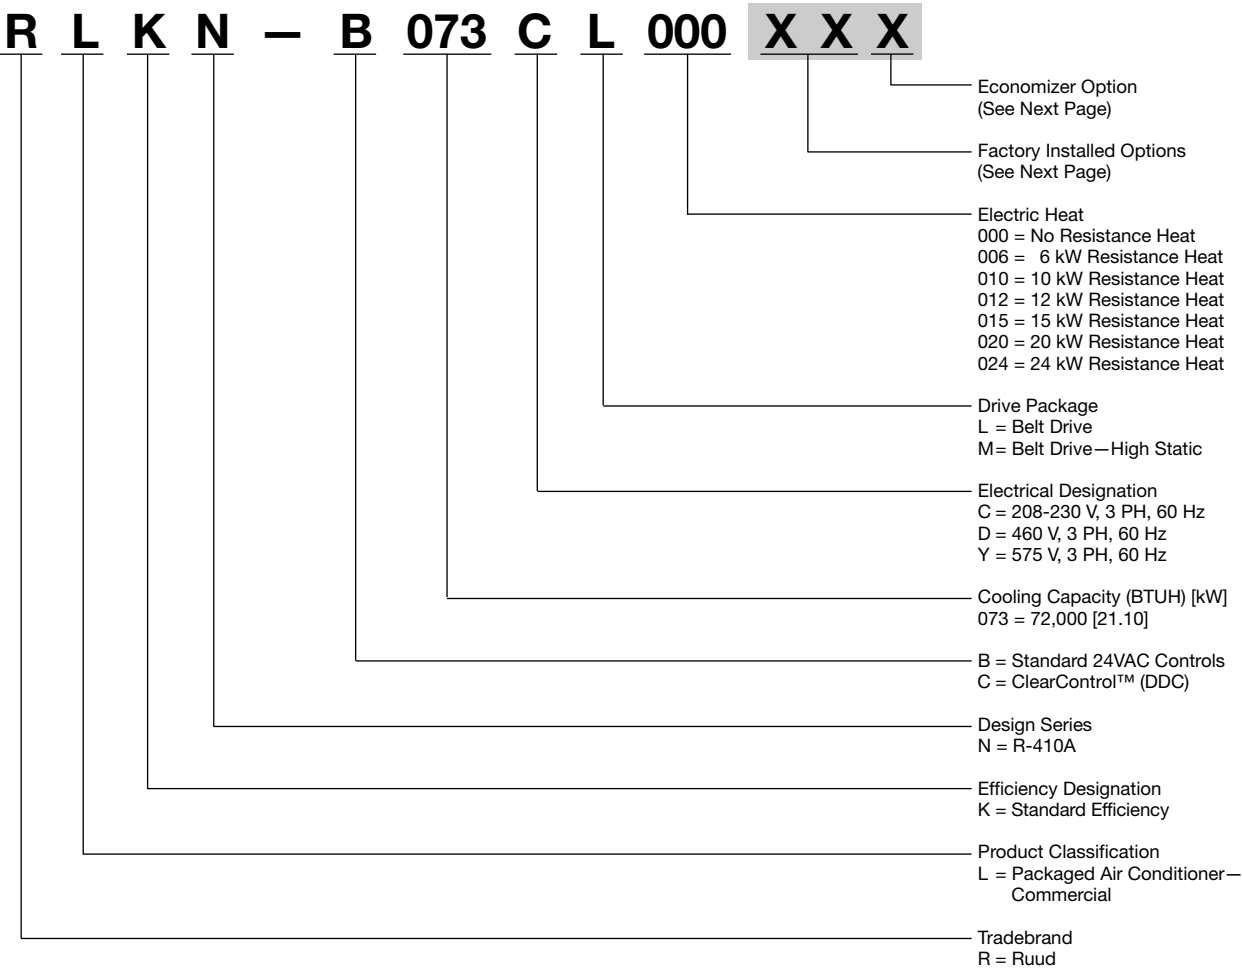 R L K N – B 073 C L 000 X X X
Economizer Option
(See Next Page)
Factory Installed Options
(See Next Page)
Electric Heat
000 = No Resistance Heat
006 = 6 kW Resistance Heat
010 = 10 kW Resistance Heat
012 = 12 kW Resistance Heat
015 = 15 kW Resistance Heat
020 = 20 kW Resistance Heat
024 = 24 kW Resistance Heat
Drive Package
L = Belt Drive
M= Belt Drive—High Static
Electrical Designation
C = 208-230 V, 3 PH, 60 Hz
D = 460 V, 3 PH, 60 Hz
Y = 575 V, 3 PH, 60 Hz
Cooling Capacity (BTUH) [kW]
073 = 72,000 [21.10]
B = Standard 24VAC Controls
C = ClearControl™ (DDC)
Design Series
N = R-410A
Efficiency Designation
K = Standard Efficiency
Product Classification
L = Packaged Air Conditioner—
Commercial
Tradebrand
R = Ruud